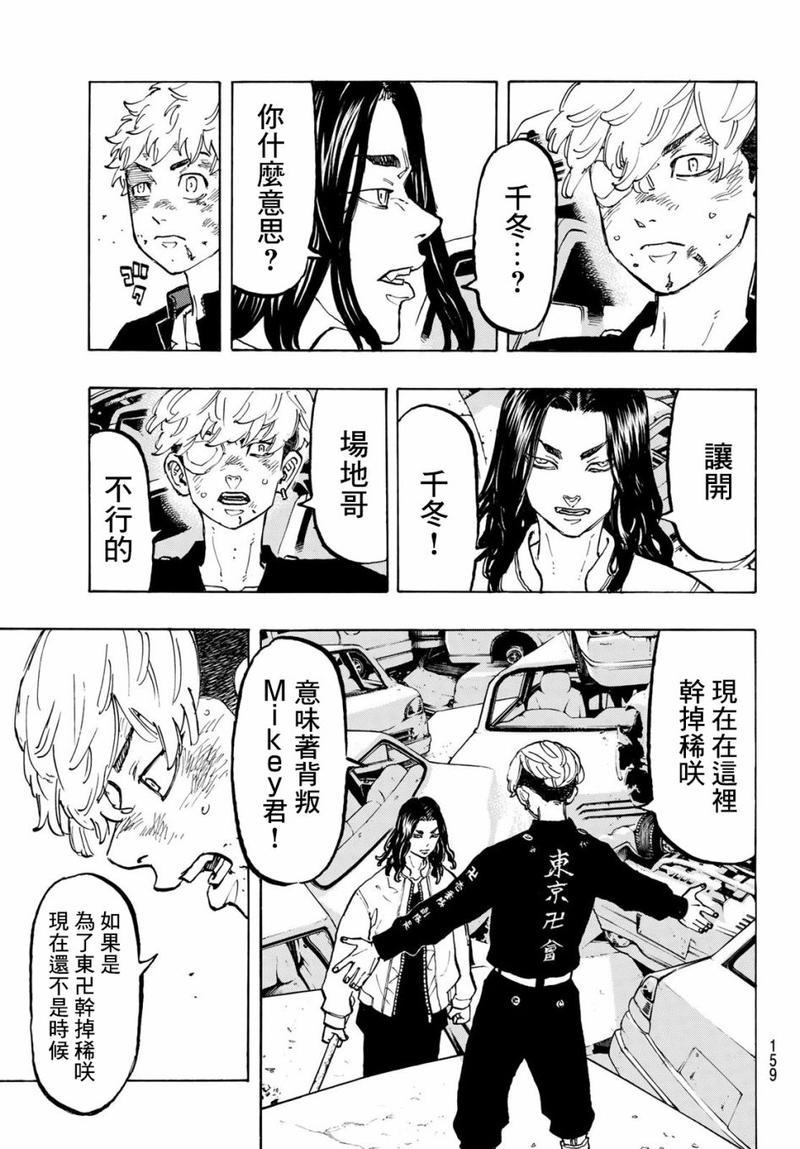 千冬…?
你什麼意思?
讓開
千冬!
場地哥
不行的
現在在這裡
幹掉稀咲
意味著背叛
Mikey君!
東京卍會
如果是
為了東卍幹掉稀咲
現在還不是時候
159